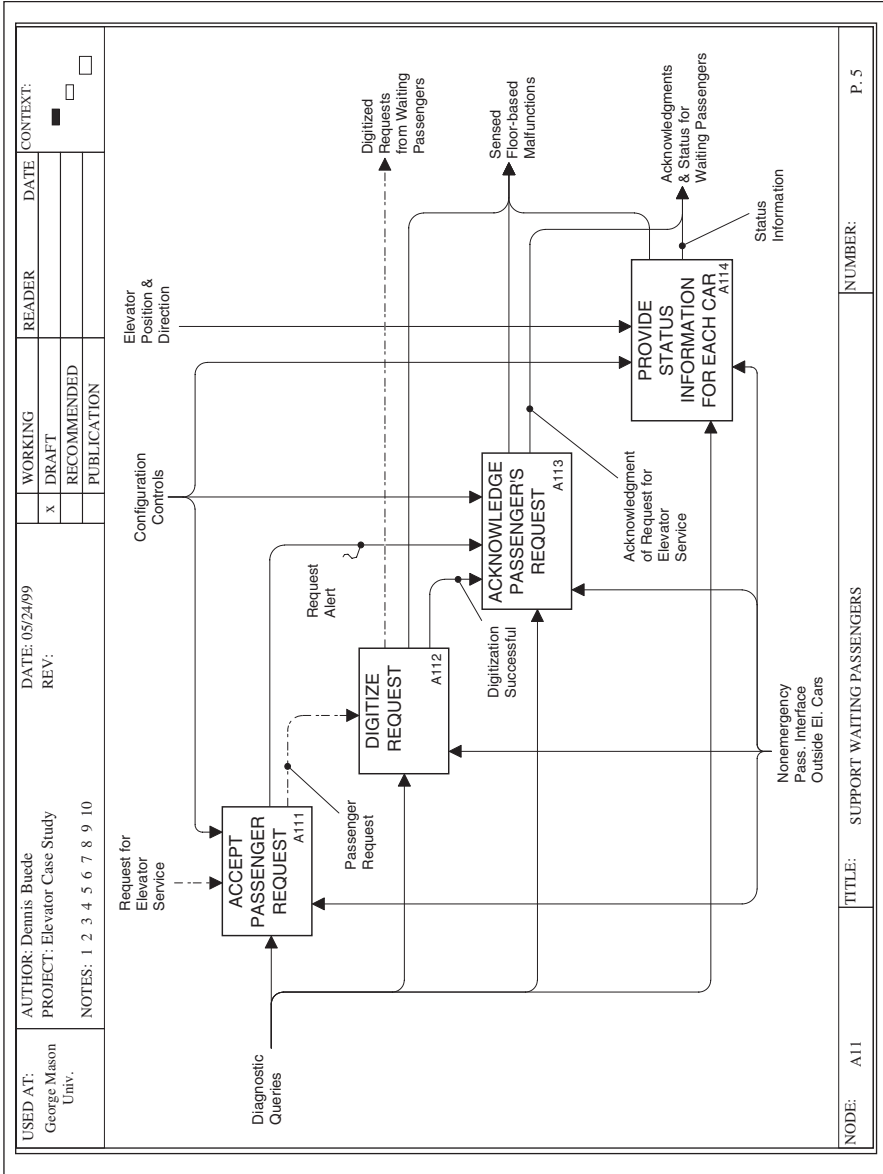 USED AT:
George Mason
Univ.
AUTHOR: Dennis Buede
PROJECT: Elevator Case Study
NOTES: 1 2 3 4 5 6 7 8 9 10
DATE: 05/24/99
REV:
WORKING
x DRAFT
RECOMMENDED
PUBLICATION
READER
DATE
CONTEXT:
Request for
Elevator
Service
Configuration
Controls
Elevator
Position &
Direction
Diagnostic
Queries
ACCEPT
PASSENGER
REQUEST
A111
Request
Alert
Passenger
Request
DIGITIZE
REQUEST
A112
Digitization
Successful
ACKNOWLEDGE
PASSENGER'S
REQUEST
A113
Acknowledgment
of Request for
Elevator
Service
PROVIDE
STATUS
INFORMATION
FOR EACH CAR
A114
Digitized
Requests
from Waiting
Passengers
Sensed
Floor-based
Malfunctions
Acknowledgments
& Status for
Waiting Passengers
Status
Information
Nonemergency
Pass. Interface
Outside El. Cars
NODE: A11
TITLE: SUPPORT WAITING PASSENGERS
NUMBER:
P. 5